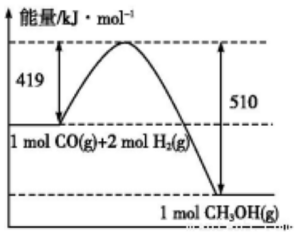 能量/kJ·mol⁻¹
419
510
1 mol CO(g)+2 mol H₂(g)
1 mol CH₃OH(g)